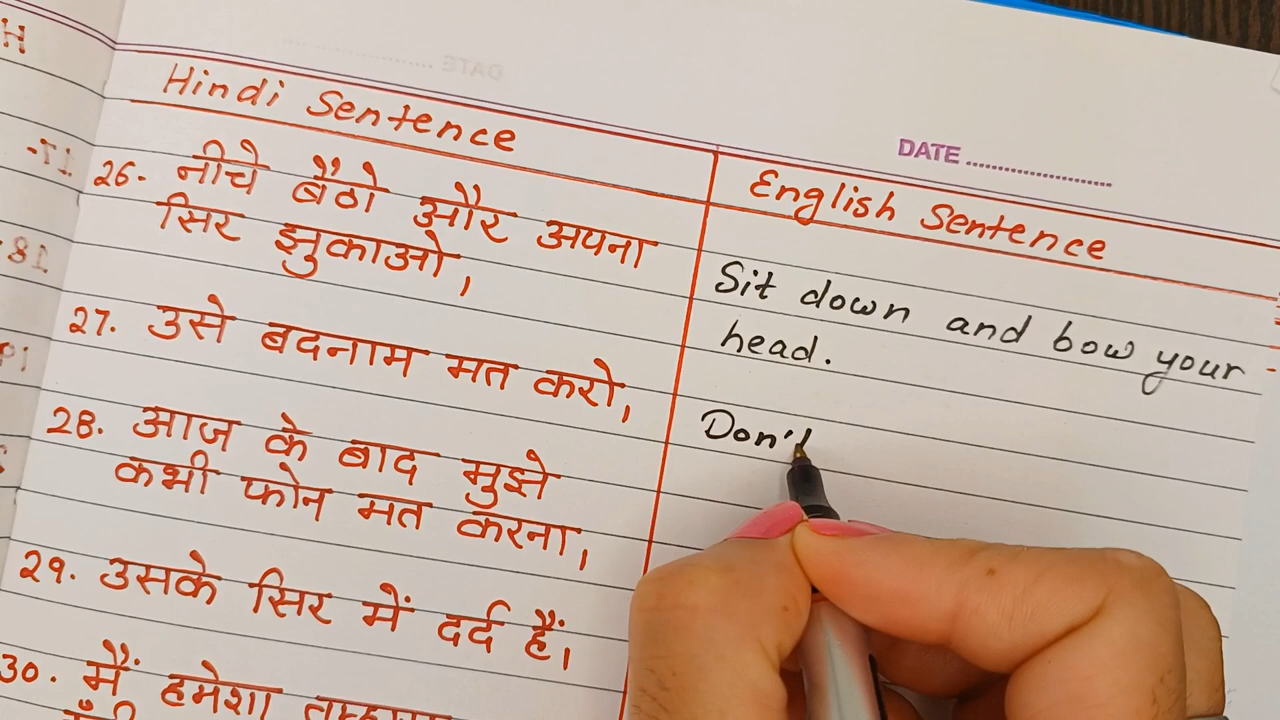 DATE
Hindi Sentence
English Sentence
26. नीचे बैठो और अपना
सिर झुकाओ,
Sit down and bow your
head.
27. उसे बदनाम मत करो,
Don't
28. आज के बाद मुझे
कभी फोन मत करना,
29. उसके सिर में दर्द हैं।
30. मैं हमेशा